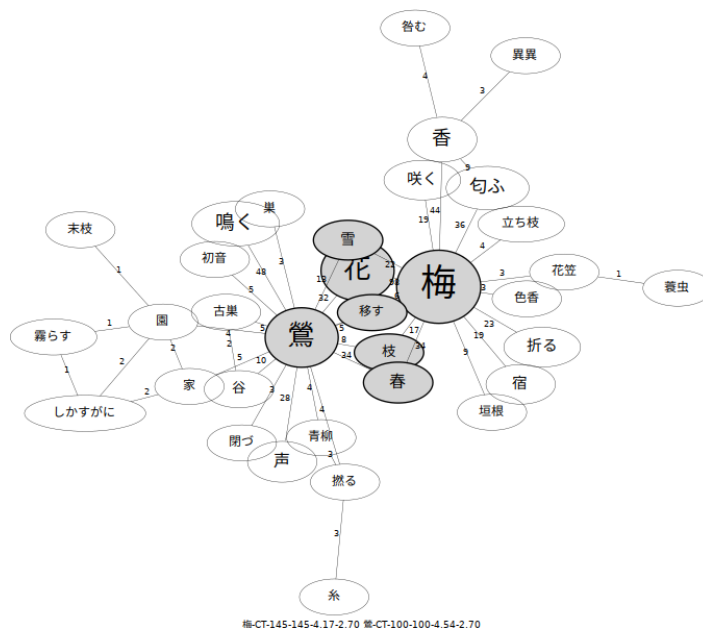 咎む
異異
4
3
香
9
咲く
匂ふ
巣
44
鳴く
19
36
立ち枝
末枝
雪
4
初音
48
3
22
花
梅
3
花笠
1
蓑虫
5
13
98
3
色香
32
6
古巣
移す
園
1
鶯
5
17
23
霧らす
1
4
5
8
枝
34
19
折る
2
2
5
10
34
9
1
2
家
谷
春
宿
2
3
28
4
4
しかすがに
垣根
閉づ
青柳
声
3
撚る
3
糸
梅-CT-145-145-4.17-2.70 鶯-CT-100-100-4.54-2.70